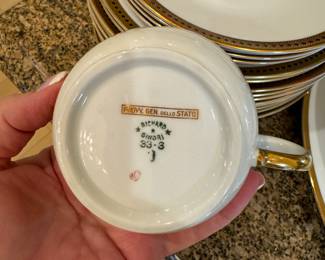 PROVV. GEN. DELLO STATO
RICHARD
GINORI
33-3